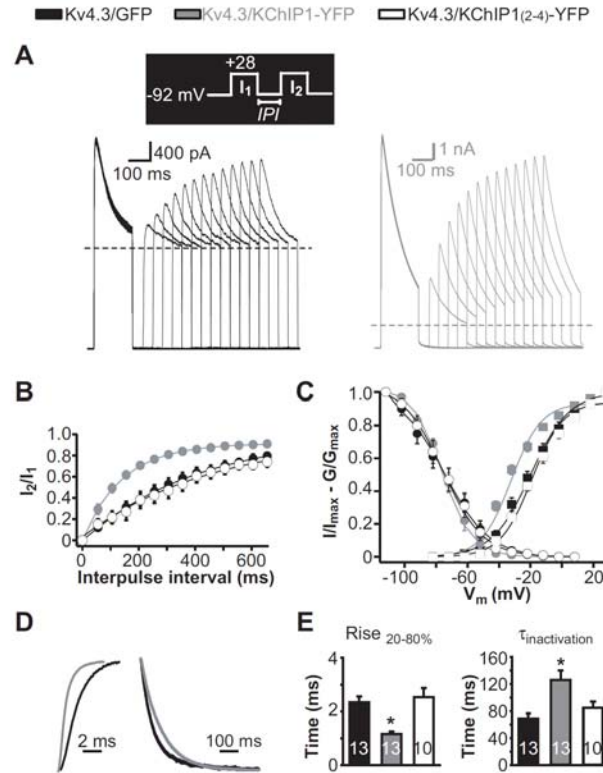 Kv4.3/GFP Kv4.3/KChIP1-YFP Kv4.3/KChIP1(2-4)-YFP
A
+28
-92 mV
I1 I2
IPI
400 pA
100 ms
1 nA
100 ms
B
I2/I1
1.0
0.8
0.6
0.4
0.2
0
0 200 400 600
Interpulse interval (ms)
C
I/Imax - G/Gmax
1.0
0.8
0.6
0.4
0.2
0
-100 -60 -20 20
Vm (mV)
D
2 ms
100 ms
E
Rise 20-80%
Time (ms)
4
2
0
*
13 13 10
τinactivation
Time (ms)
160
120
80
40
0
*
13 13 10